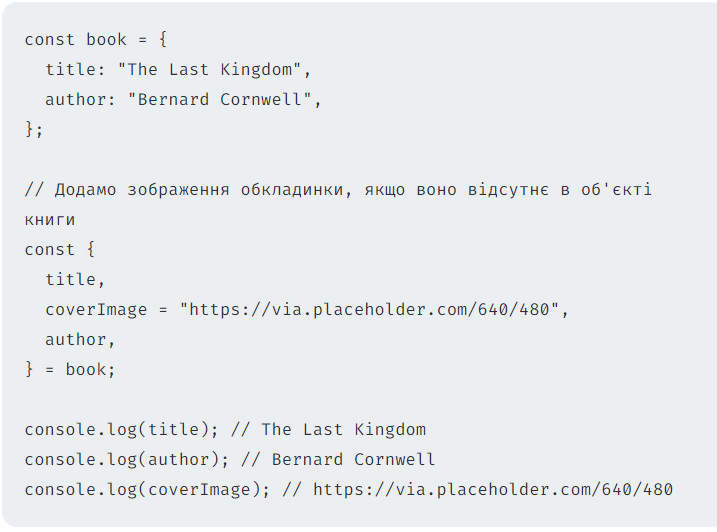 const book = {
  title: "The Last Kingdom",
  author: "Bernard Cornwell",
};

// Додамо зображення обкладинки, якщо воно відсутнє в об'єкті
книги
const {
  title,
  coverImage = "https://via.placeholder.com/640/480",
  author,
} = book;

console.log(title); // The Last Kingdom
console.log(author); // Bernard Cornwell
console.log(coverImage); // https://via.placeholder.com/640/480